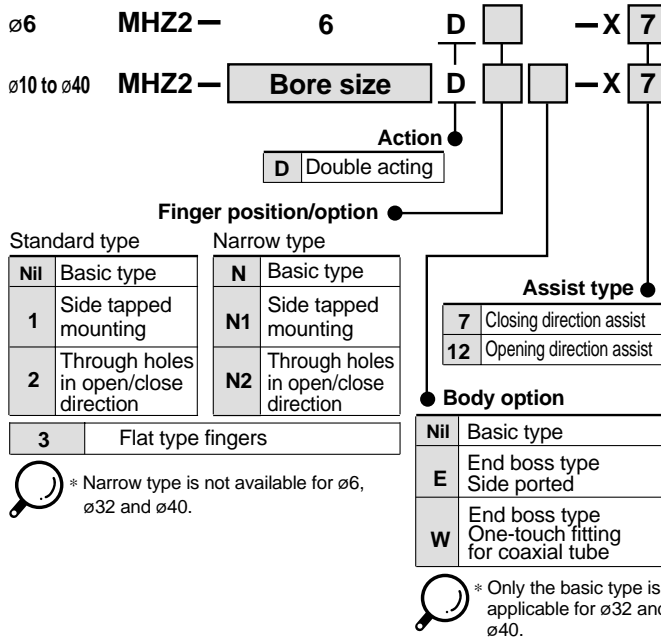 ø6 MHZ2 — 6 D — X 7
ø10 to ø40 MHZ2 — Bore size D — X 7
Action
D Double acting
Finger position/option
Standard type
Nil Basic type
1 Side tapped
mounting
2 Through holes
in open/close
direction
Narrow type
N Basic type
N1 Side tapped
mounting
N2 Through holes
in open/close
direction
3 Flat type fingers
* Narrow type is not available for ø6,
ø32 and ø40.
Assist type
7 Closing direction assist
12 Opening direction assist
Body option
Nil Basic type
E End boss type
Side ported
W End boss type
One-touch fitting
for coaxial tube
* Only the basic type is
applicable for ø32 and
ø40.